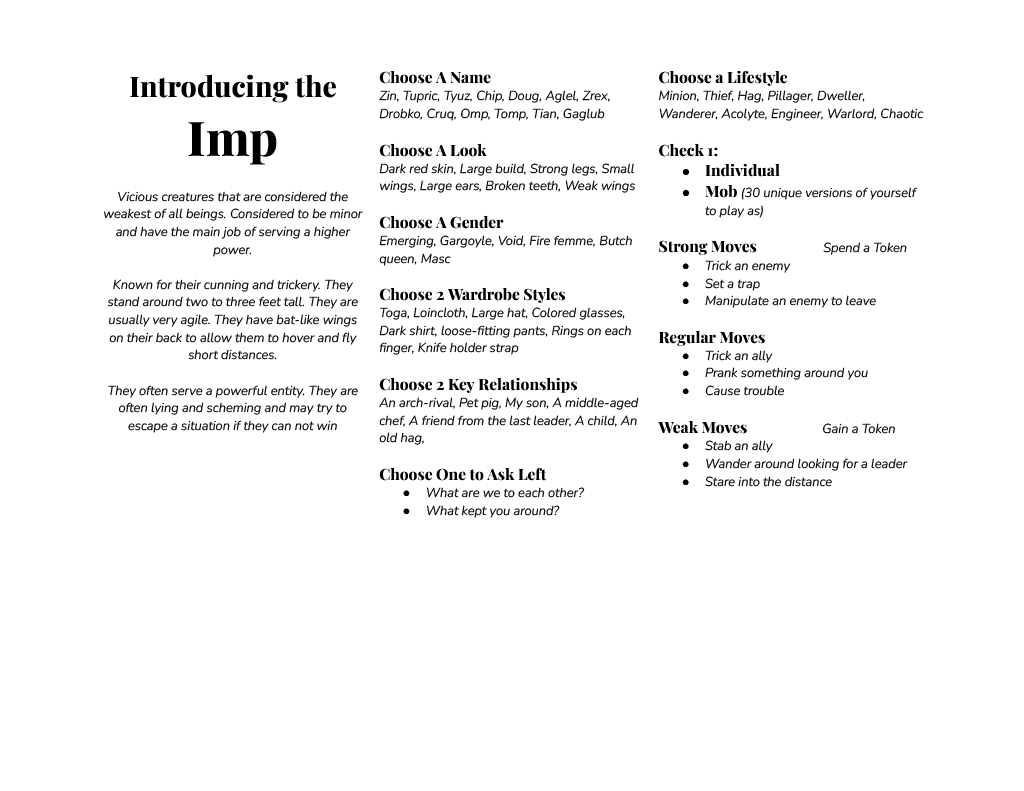 Introducing the
Imp
Vicious creatures that are considered the
weakest of all beings. Considered to be minor
and have the main job of serving a higher
power.
Known for their cunning and trickery. They
stand around two to three feet tall. They are
usually very agile. They have bat-like wings
on their back to allow them to hover and fly
short distances.
They often serve a powerful entity. They are
often lying and scheming and may try to
escape a situation if they can not win
Choose A Name
Zin, Tupric, Tyuz, Chip, Doug, Aglel, Zrex,
Drobko, Cruq, Omp, Tomp, Tian, Gaglub
Choose A Look
Dark red skin, Large build, Strong legs, Small
wings, Large ears, Broken teeth, Weak wings
Choose A Gender
Emerging, Gargoyle, Void, Fire femme, Butch
queen, Masc
Choose 2 Wardrobe Styles
Toga, Loincloth, Large hat, Colored glasses,
Dark shirt, loose-fitting pants, Rings on each
finger, Knife holder strap
Choose 2 Key Relationships
An arch-rival, Pet pig, My son, A middle-aged
chef, A friend from the last leader, A child, An
old hag,
Choose One to Ask Left
● What are we to each other?
● What kept you around?
Choose a Lifestyle
Minion, Thief, Hag, Pillager, Dweller,
Wanderer, Acolyte, Engineer, Warlord, Chaotic
Check 1:
● Individual
● Mob (30 unique versions of yourself
to play as)
Strong Moves Spend a Token
● Trick an enemy
● Set a trap
● Manipulate an enemy to leave
Regular Moves
● Trick an ally
● Prank something around you
● Cause trouble
Weak Moves Gain a Token
● Stab an ally
● Wander around looking for a leader
● Stare into the distance